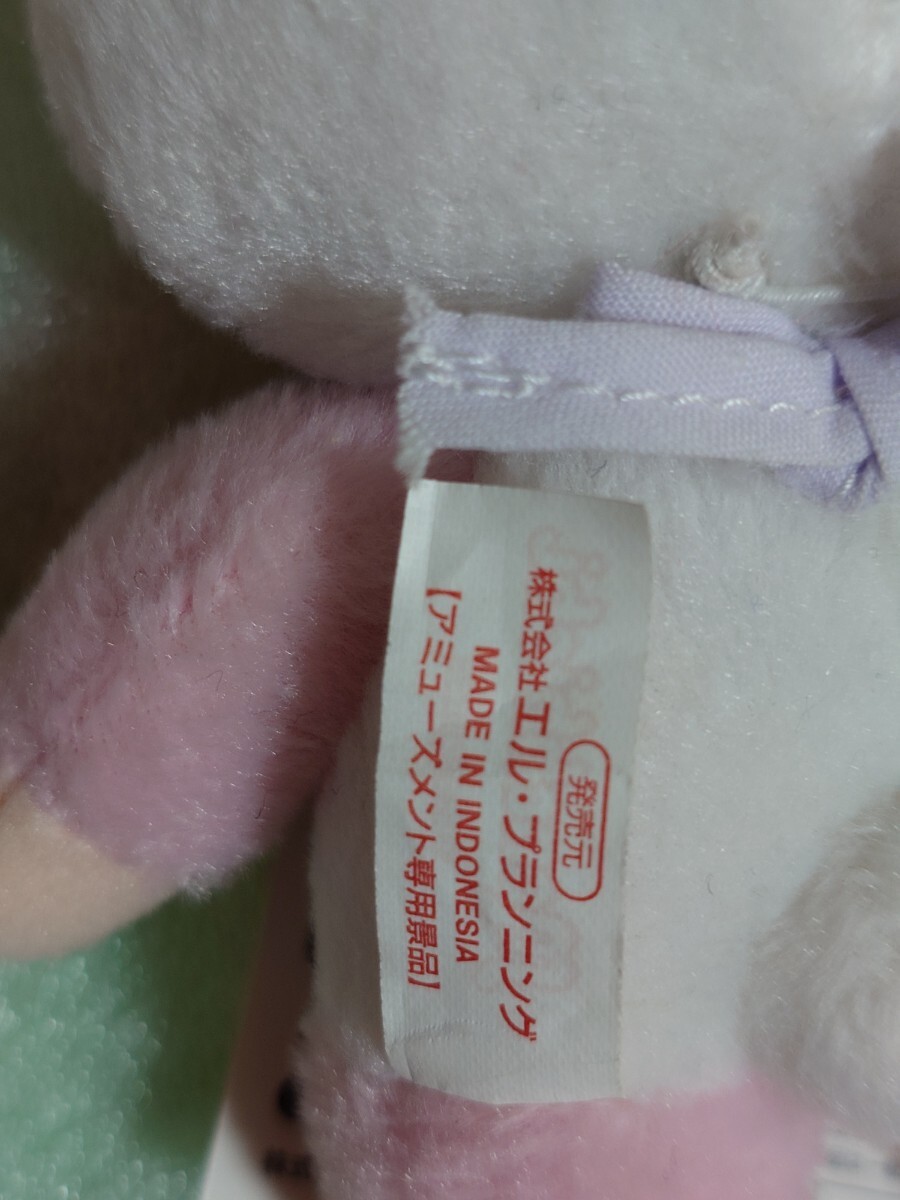 発売元
株式会社エル・プランニング
MADE IN INDONESIA
【アミューズメント専用景品】